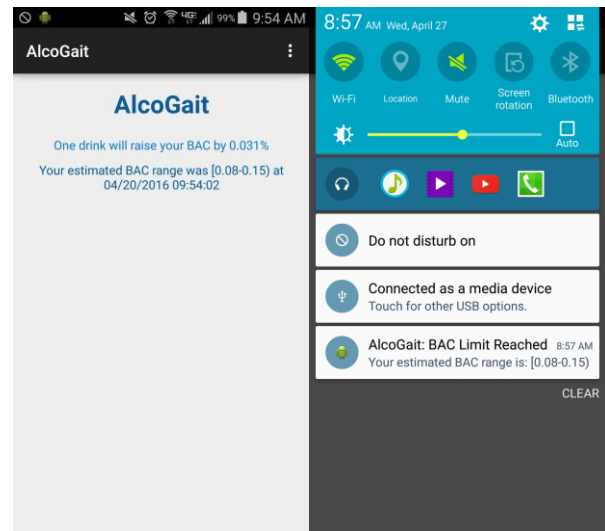 99% 9:54 AM
AlcoGait
AlcoGait
One drink will raise your BAC by 0.031%
Your estimated BAC range was [0.08-0.15) at
04/20/2016 09:54:02
8:57 AM Wed, April 27
Wi-Fi
Location
Mute
Screen
rotation
Bluetooth
Auto
Do not disturb on
Connected as a media device
Touch for other USB options.
AlcoGait: BAC Limit Reached 8:57 AM
Your estimated BAC range is: [0.08-0.15)
CLEAR